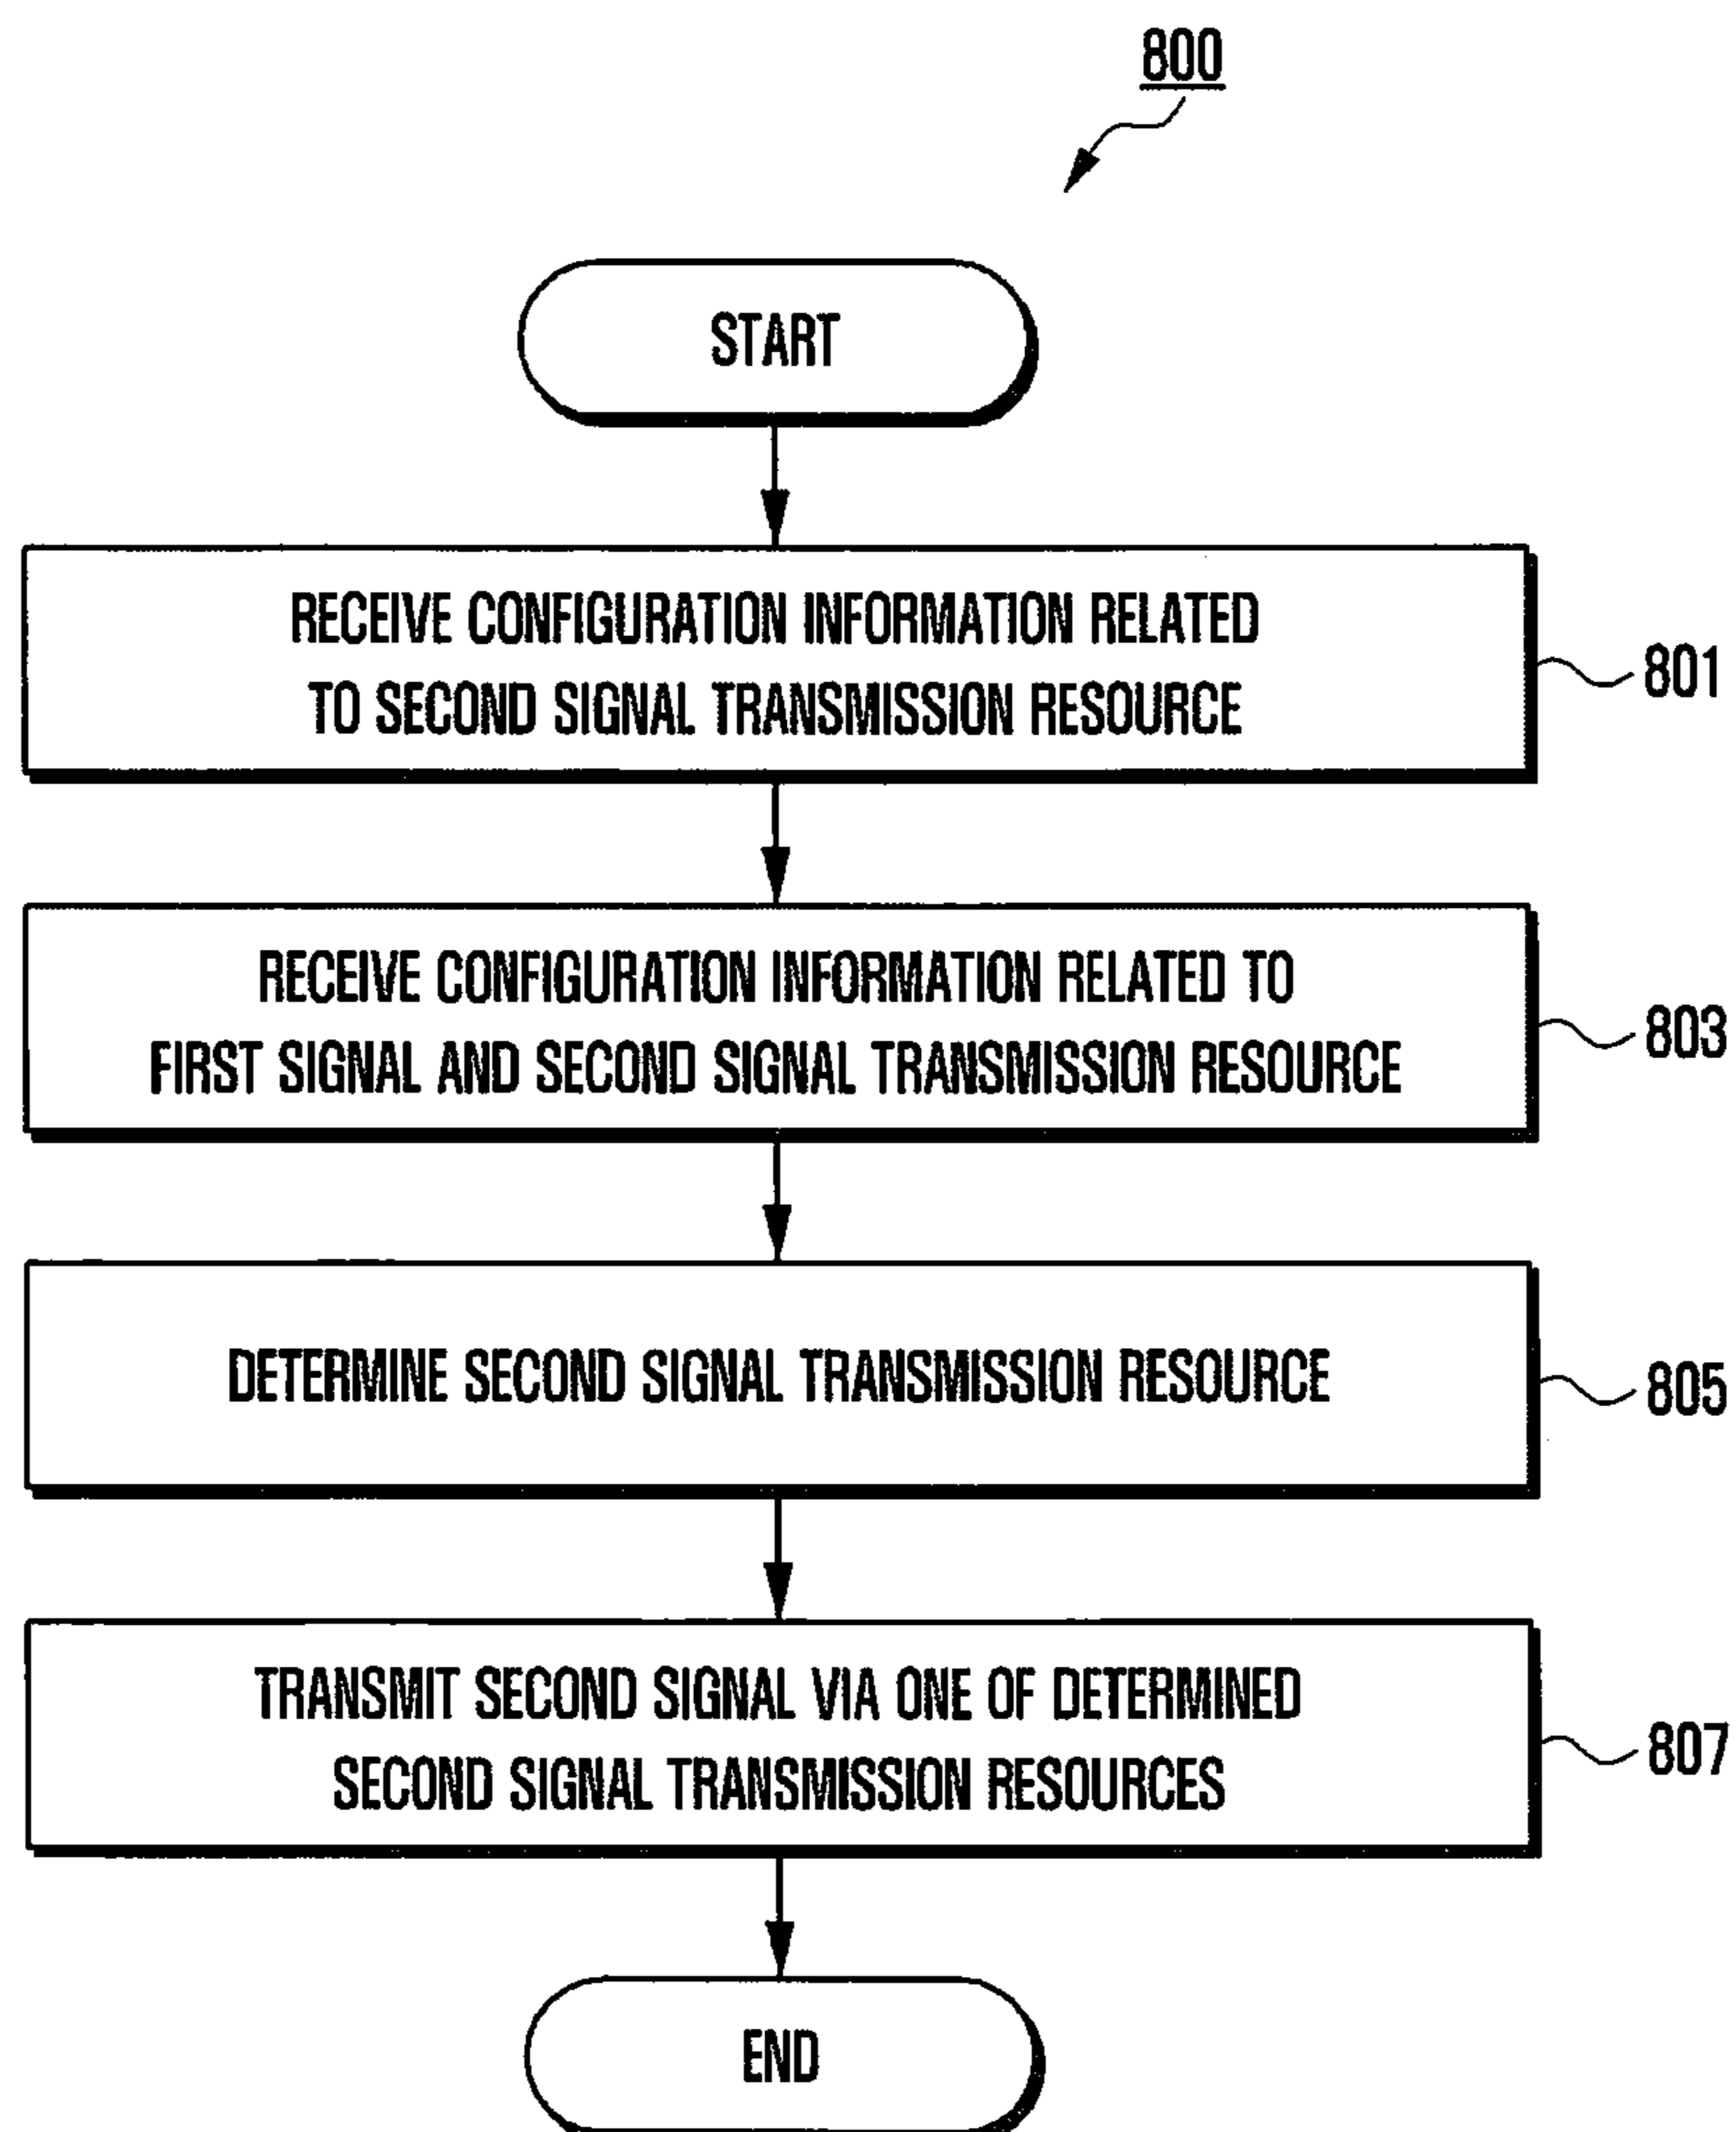 800
START
RECEIVE CONFIGURATION INFORMATION RELATED
TO SECOND SIGNAL TRANSMISSION RESOURCE
801
RECEIVE CONFIGURATION INFORMATION RELATED TO
FIRST SIGNAL AND SECOND SIGNAL TRANSMISSION RESOURCE
803
DETERMINE SECOND SIGNAL TRANSMISSION RESOURCE
805
TRANSMIT SECOND SIGNAL VIA ONE OF DETERMINED
SECOND SIGNAL TRANSMISSION RESOURCES
807
END